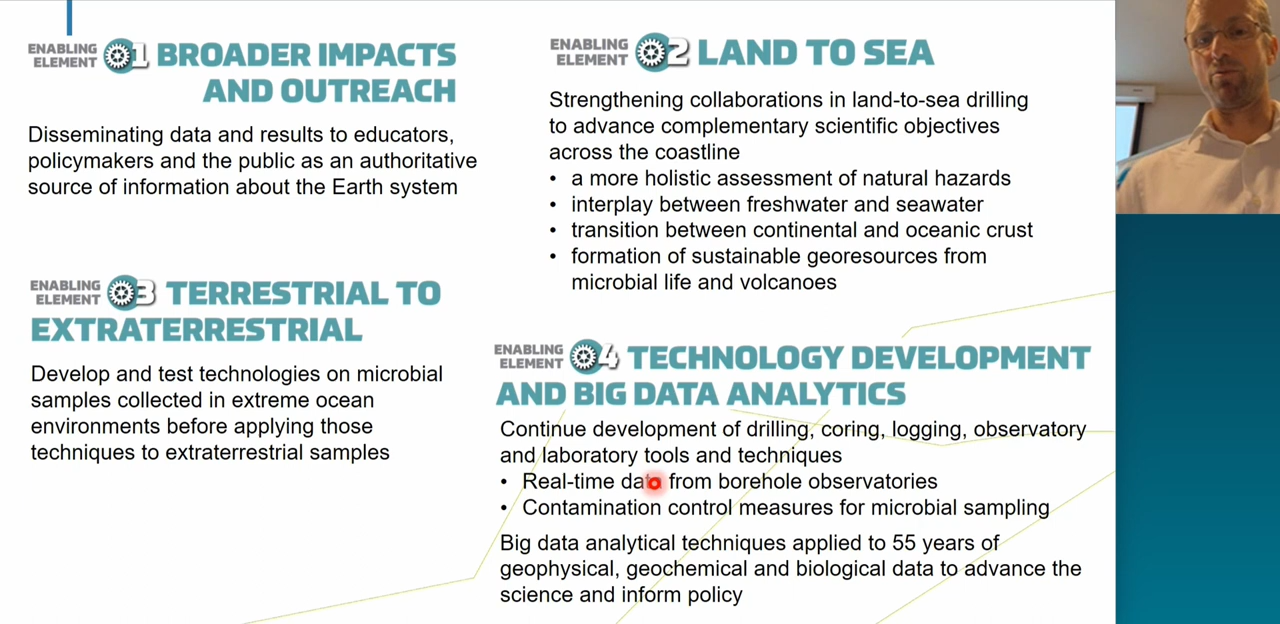 ENABLING
ELEMENT 01 BROADER IMPACTS
AND OUTREACH
Disseminating data and results to educators,
policymakers and the public as an authoritative
source of information about the Earth system
ENABLING
ELEMENT 02 LAND TO SEA
Strengthening collaborations in land-to-sea drilling
to advance complementary scientific objectives
across the coastline
• a more holistic assessment of natural hazards
• interplay between freshwater and seawater
• transition between continental and oceanic crust
• formation of sustainable georesources from
microbial life and volcanoes
ENABLING
ELEMENT 03 TERRESTRIAL TO
EXTRATERRESTRIAL
Develop and test technologies on microbial
samples collected in extreme ocean
environments before applying those
techniques to extraterrestrial samples
ENABLING
ELEMENT 04 TECHNOLOGY DEVELOPMENT
AND BIG DATA ANALYTICS
Continue development of drilling, coring, logging, observatory
and laboratory tools and techniques
• Real-time data from borehole observatories
• Contamination control measures for microbial sampling
Big data analytical techniques applied to 55 years of
geophysical, geochemical and biological data to advance the
science and inform policy